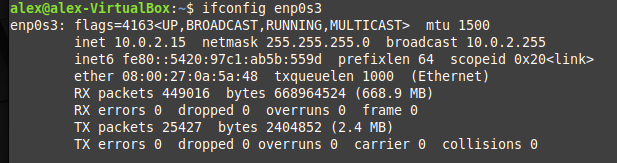 alex@alex-VirtualBox:~$ ifconfig enp0s3
enp0s3: flags=4163<UP,BROADCAST,RUNNING,MULTICAST>  mtu 1500
        inet 10.0.2.15  netmask 255.255.255.0  broadcast 10.0.2.255
        inet6 fe80::5420:97c1:ab5b:559d  prefixlen 64  scopeid 0x20<link>
        ether 08:00:27:0a:5a:48  txqueuelen 1000  (Ethernet)
        RX packets 449016  bytes 668964524 (668.9 MB)
        RX errors 0  dropped 0  overruns 0  frame 0
        TX packets 25427  bytes 2404852 (2.4 MB)
        TX errors 0  dropped 0 overruns 0  carrier 0  collisions 0